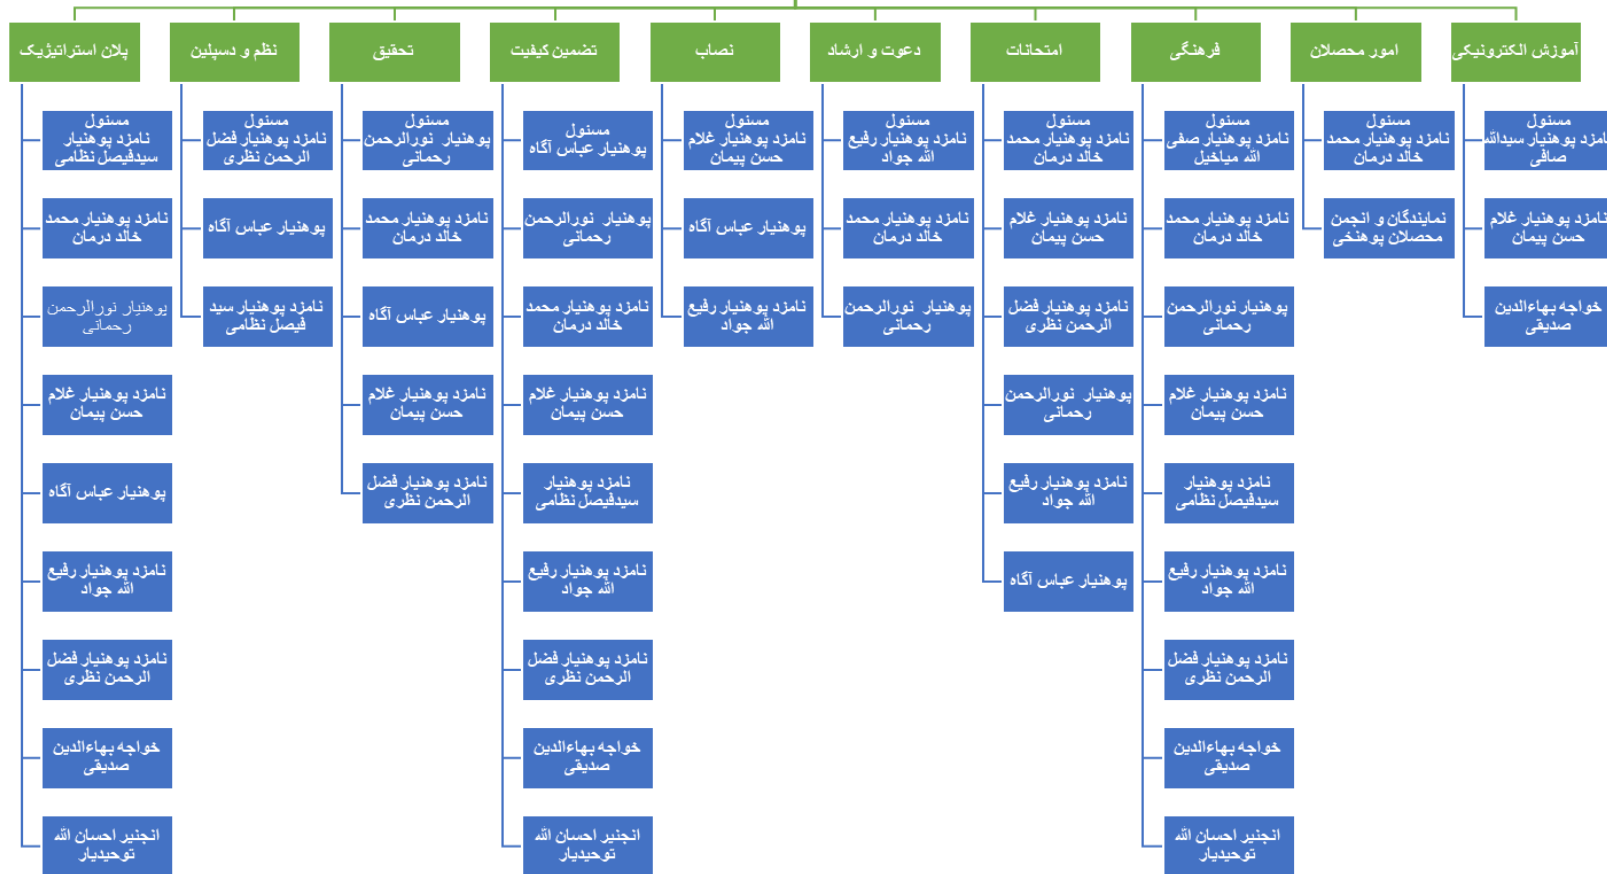 آموزش الکترونیکی
مسئول
نامزد پوهنیار سیدالله
صافی
نامزد پوهنیار غلام
حسن پیمان
خواجه بهاءالدین
صدیقی
امور محصلان
مسئول
نامزد پوهنیار محمد
خالد درمان
نمایندگان و انجمن
محصلان پوهنځی
فرهنگی
مسئول
نامزد پوهنیار صفی
الله میاخیل
نامزد پوهنیار محمد
خالد درمان
پوهنیار نورالرحمن
رحمانی
نامزد پوهنیار غلام
حسن پیمان
نامزد پوهنیار
سیدفیصل نظامی
نامزد پوهنیار رفیع
الله جواد
نامزد پوهنیار فضل
الرحمن نظری
خواجه بهاءالدین
صدیقی
انجنیر احسان الله
توحیدیار
امتحانات
مسئول
نامزد پوهنیار محمد
خالد درمان
نامزد پوهنیار غلام
حسن پیمان
نامزد پوهنیار فضل
الرحمن نظری
پوهنیار نورالرحمن
رحمانی
نامزد پوهنیار رفیع
الله جواد
پوهنیار عباس آگاه
دعوت و ارشاد
مسئول
نامزد پوهنیار رفیع
الله جواد
نامزد پوهنیار محمد
خالد درمان
پوهنیار نورالرحمن
رحمانی
نصاب
مسئول
نامزد پوهنیار غلام
حسن پیمان
پوهنیار عباس آگاه
نامزد پوهنیار رفیع
الله جواد
تضمین کیفیت
مسئول
پوهنیار عباس آگاه
پوهنیار نورالرحمن
رحمانی
نامزد پوهنیار محمد
خالد درمان
نامزد پوهنیار غلام
حسن پیمان
نامزد پوهنیار
سیدفیصل نظامی
نامزد پوهنیار رفیع
الله جواد
نامزد پوهنیار فضل
الرحمن نظری
خواجه بهاءالدین
صدیقی
انجنیر احسان الله
توحیدیار
تحقیق
مسئول
پوهنیار نورالرحمن
رحمانی
نامزد پوهنیار محمد
خالد درمان
پوهنیار عباس آگاه
نامزد پوهنیار غلام
حسن پیمان
نامزد پوهنیار فضل
الرحمن نظری
نظم و دسپلین
مسئول
نامزد پوهنیار فضل
الرحمن نظری
پوهنیار عباس آگاه
نامزد پوهنیار سید
فیصل نظامی
پلان استراتیژیک
مسئول
نامزد پوهنیار
سیدفیصل نظامی
نامزد پوهنیار محمد
خالد درمان
پوهنیار نورالرحمن
رحمانی
نامزد پوهنیار غلام
حسن پیمان
پوهنیار عباس آگاه
نامزد پوهنیار رفیع
الله جواد
نامزد پوهنیار فضل
الرحمن نظری
خواجه بهاءالدین
صدیقی
انجنیر احسان الله
توحیدیار